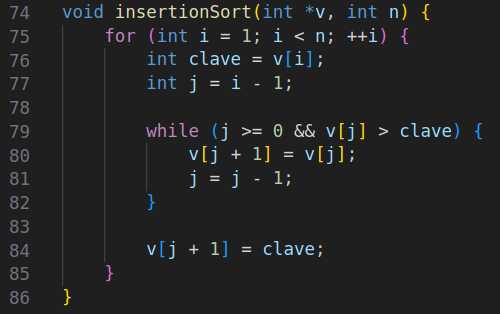 74 void insertionSort(int *v, int n) {
75     for (int i = 1; i < n; ++i) {
76         int clave = v[i];
77         int j = i - 1;
78
79         while (j >= 0 && v[j] > clave) {
80             v[j + 1] = v[j];
81             j = j - 1;
82         }
83
84         v[j + 1] = clave;
85     }
86 }